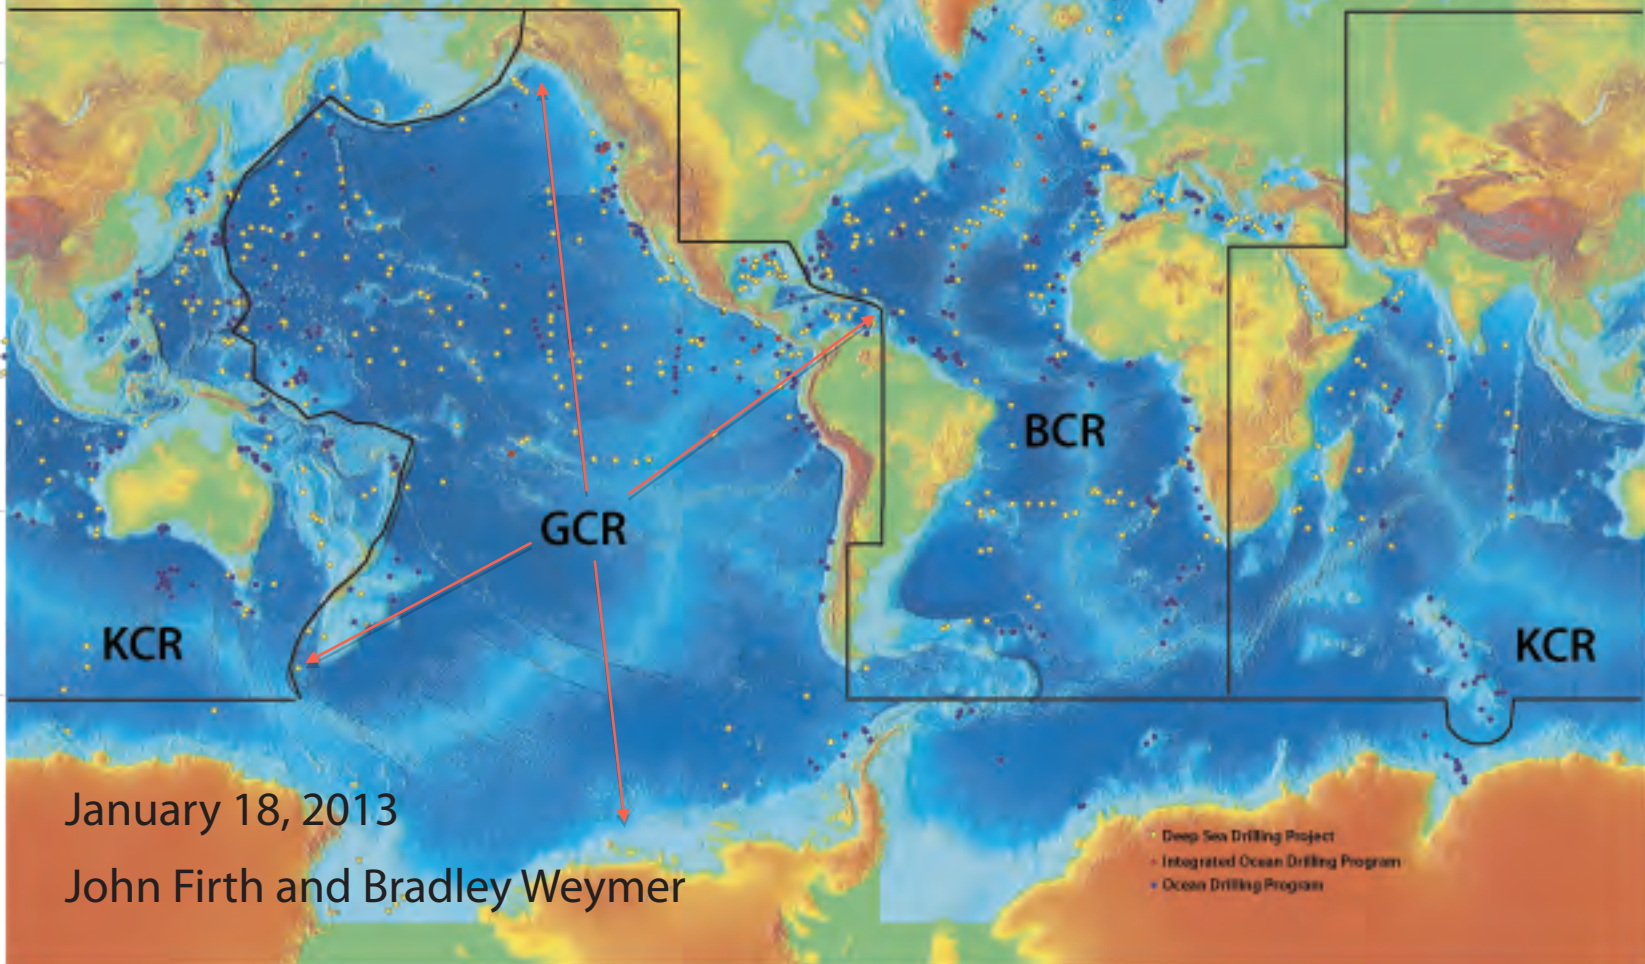 BCR
GCR
KCR
KCR
January 18, 2013
John Firth and Bradley Weymer
Deep Sea Drilling Project
Integrated Ocean Drilling Program
Ocean Drilling Program